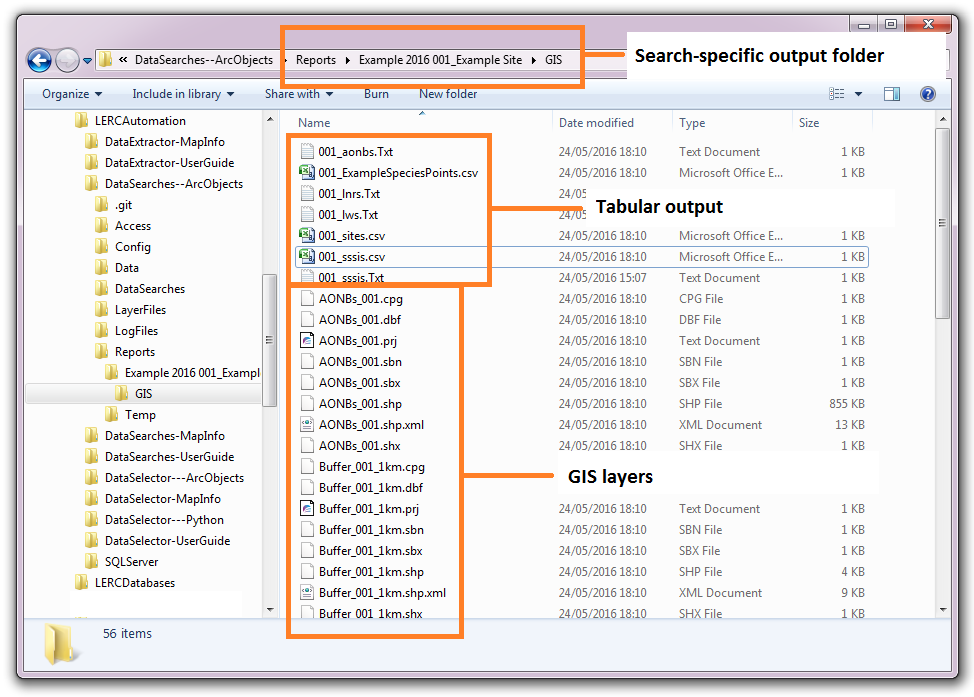 « DataSearches--ArcObjects Reports Example 2016 001_Example Site GIS
Search-specific output folder
Organize Include in library Share with Burn New folder
LERCAutomation
DataExtractor-MapInfo
DataExtractor-UserGuide
DataSearches--ArcObjects
.git
Access
Config
Data
DataSearches
LayerFiles
LogFiles
Reports
Example 2016 001_Exampl
GIS
Temp
DataSearches-MapInfo
DataSearches-UserGuide
DataSelector---ArcObjects
DataSelector-MapInfo
DataSelector---Python
DataSelector-UserGuide
SQLServer
LERCDatabases
Name Date modified Type Size
001_aonbs.Txt 24/05/2016 18:10 Text Document 1 KB
001_ExampleSpeciesPoints.csv 24/05/2016 18:10 Microsoft Office E... 1 KB
001_lnrs.Txt 24/05
001_lws.Txt 24/05
Tabular output
001_sites.csv 24/05/2016 18:10 Microsoft Office E... 1 KB
001_sssis.csv 24/05/2016 18:10 Microsoft Office E... 1 KB
001_sssis.Txt 24/05/2016 15:07 Text Document 1 KB
AONBs_001.cpg 24/05/2016 18:10 CPG File 1 KB
AONBs_001.dbf 24/05/2016 18:10 DBF File 1 KB
AONBs_001.prj 24/05/2016 18:10 Text Document 1 KB
AONBs_001.sbn 24/05/2016 18:10 SBN File 1 KB
AONBs_001.sbx 24/05/2016 18:10 SBX File 1 KB
AONBs_001.shp 24/05/2016 18:10 SHP File 855 KB
AONBs_001.shp.xml 24/05/2016 18:10 XML Document 13 KB
AONBs_001.shx 24/05/2016 18:10 SHX File 1 KB
Buffer_001_1km.cpg
GIS layers
Buffer_001_1km.dbf
Buffer_001_1km.prj 24/05/2016 18:10 Text Document 1 KB
Buffer_001_1km.sbn 24/05/2016 18:10 SBN File 1 KB
Buffer_001_1km.sbx 24/05/2016 18:10 SBX File 1 KB
Buffer_001_1km.shp 24/05/2016 18:10 SHP File 4 KB
Buffer_001_1km.shp.xml 24/05/2016 18:10 XML Document 9 KB
Buffer_001_1km.shx 24/05/2016 18:10 SHX File 1 KB
56 items